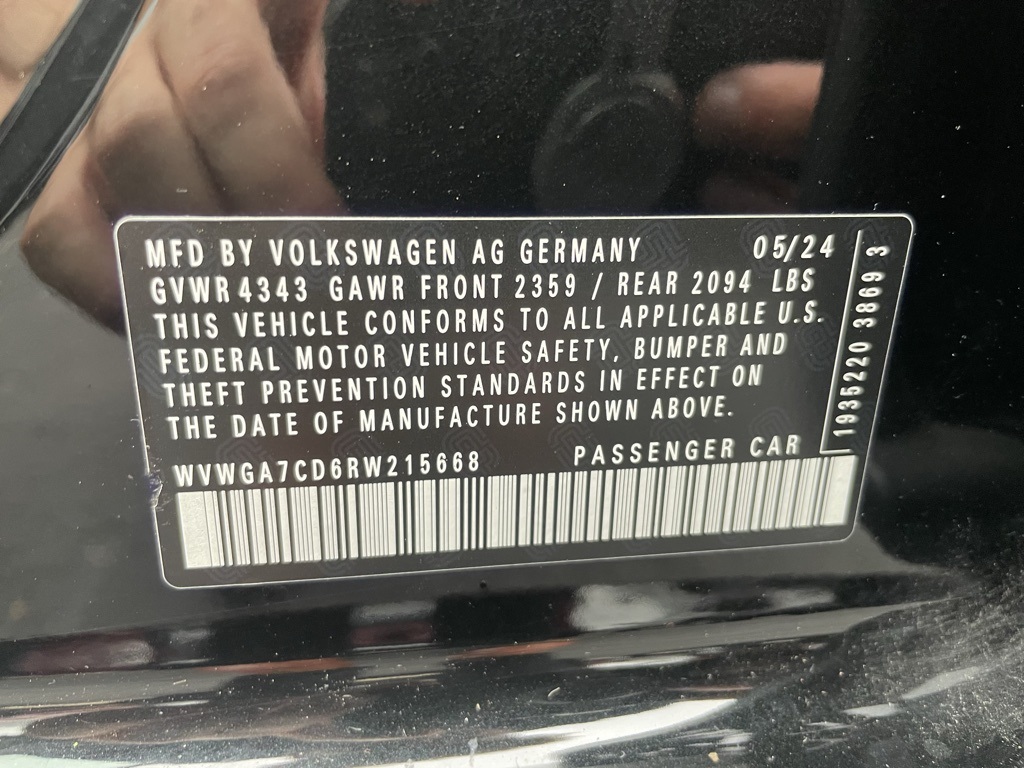 MFD BY VOLKSWAGEN AG GERMANY 05/24
GVWR 4343 GAWR FRONT 2359 / REAR 2094 LBS
THIS VEHICLE CONFORMS TO ALL APPLICABLE U.S.
FEDERAL MOTOR VEHICLE SAFETY, BUMPER AND
THEFT PREVENTION STANDARDS IN EFFECT ON
THE DATE OF MANUFACTURE SHOWN ABOVE.
WVWGA7CD6RW215668 PASSENGER CAR
1935220 3869 3